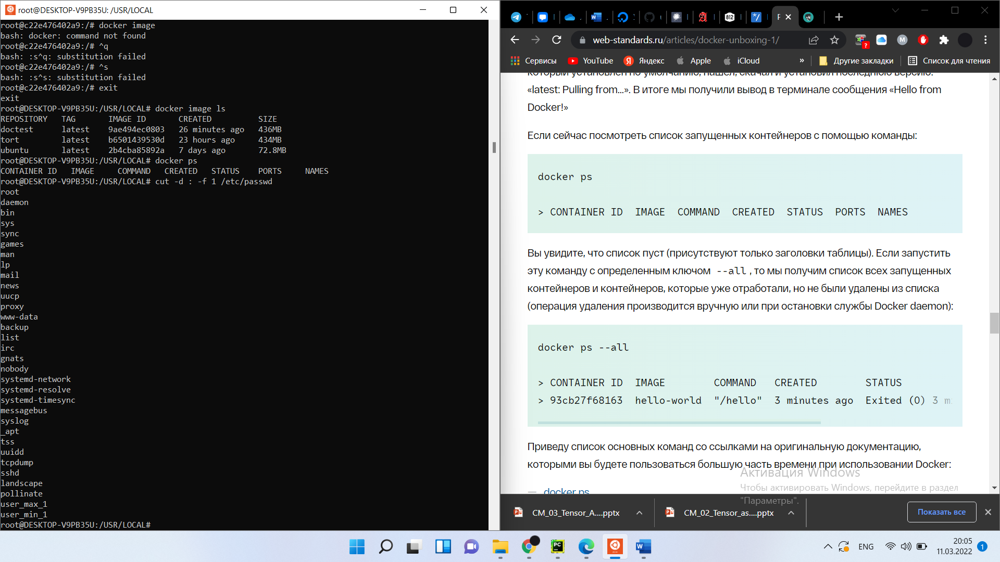 root@DESKTOP-V9PB35U: /USR/LOCAL
root@c22e476402a9:/# docker image
bash: docker: command not found
root@c22e476402a9:/# ^q
bash: :s^q: substitution failed
root@c22e476402a9:/# ^s
bash: :s^s: substitution failed
root@c22e476402a9:/# exit
exit
root@DESKTOP-V9PB35U:/USR/LOCAL# docker image ls
REPOSITORY TAG IMAGE ID CREATED SIZE
doctest latest 9ae494ec0803 26 minutes ago 436MB
tort latest b6501439530d 23 hours ago 434MB
ubuntu latest 2b4cba85892a 7 days ago 72.8MB
root@DESKTOP-V9PB35U:/USR/LOCAL# docker ps
CONTAINER ID IMAGE COMMAND CREATED STATUS PORTS NAMES
root@DESKTOP-V9PB35U:/USR/LOCAL# cut -d : -f 1 /etc/passwd
root
daemon
bin
sys
sync
games
man
lp
mail
news
uucp
proxy
www-data
backup
list
irc
gnats
nobody
systemd-network
systemd-resolve
systemd-timesync
messagebus
syslog
_apt
tss
uuidd
tcpdump
sshd
landscape
pollinate
user_max_1
user_min_1
root@DESKTOP-V9PB35U:/USR/LOCAL#
web-standards.ru/articles/docker-unboxing-1/
Сервисы YouTube Яндекс Apple iCloud » Другие закладки Список для чтения
который установлен по умолчанию, нашел, скачал и установил последнюю версию:
«latest: Pulling from…». В итоге мы получили вывод в терминале сообщения «Hello from
Docker!»
Если сейчас посмотреть список запущенных контейнеров с помощью команды:
docker ps
> CONTAINER ID IMAGE COMMAND CREATED STATUS PORTS NAMES
Вы увидите, что список пуст (присутствуют только заголовки таблицы). Если запустить
эту команду с определенным ключом --all, то мы получим список всех запущенных
контейнеров и контейнеров, которые уже отработали, но не были удалены из списка
(операция удаления производится вручную или при остановки службы Docker daemon):
docker ps --all
> CONTAINER ID IMAGE COMMAND CREATED STATUS
> 93cb27f68163 hello-world "/hello" 3 minutes ago Exited (0) 3 m
Приведу список основных команд со ссылками на оригинальную документацию,
которыми вы будете пользоваться большую часть времени при использовании Docker:
— docker ps
Активация Windows
Чтобы активировать Windows, перейдите в раздел
"Параметры".
CM_03_Tensor_A....pptx CM_02_Tensor_as....pptx Показать все
ENG 20:05
11.03.2022 1